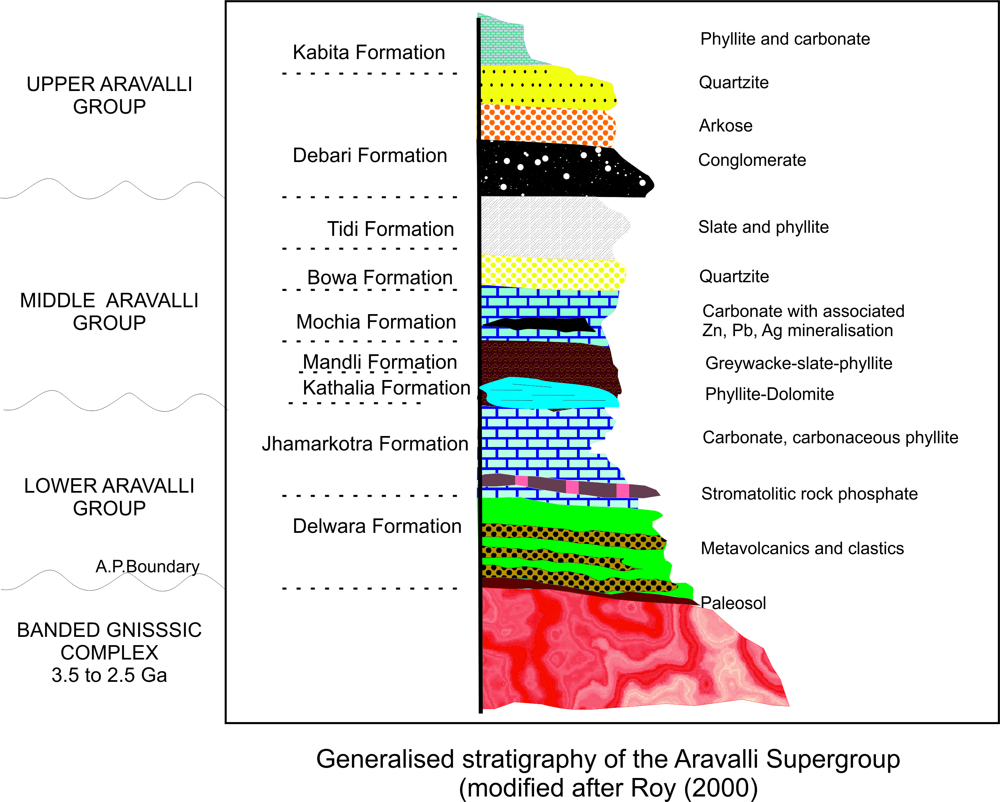 UPPER ARAVALLI
GROUP
MIDDLE ARAVALLI
GROUP
LOWER ARAVALLI
GROUP
A.P.Boundary
BANDED GNISSSIC
COMPLEX
3.5 to 2.5 Ga
Kabita Formation
Debari Formation
Tidi Formation
Bowa Formation
Mochia Formation
Mandli Formation
Kathalia Formation
Jhamarkotra Formation
Delwara Formation
Phyllite and carbonate
Quartzite
Arkose
Conglomerate
Slate and phyllite
Quartzite
Carbonate with associated
Zn, Pb, Ag mineralisation
Greywacke-slate-phyllite
Phyllite-Dolomite
Carbonate, carbonaceous phyllite
Stromatolitic rock phosphate
Metavolcanics and clastics
Paleosol
Generalised stratigraphy of the Aravalli Supergroup
(modified after Roy (2000)